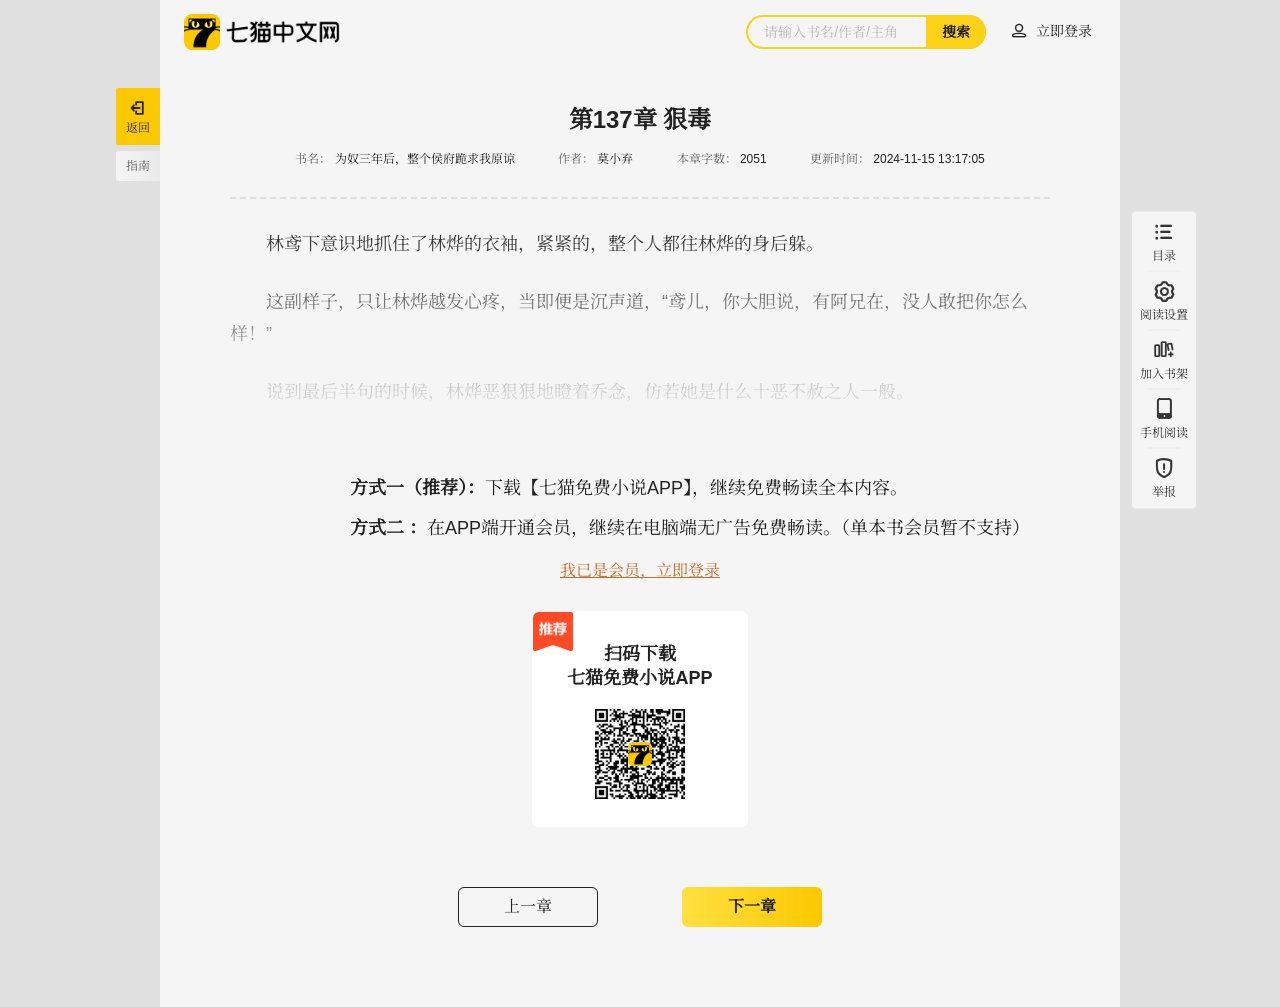 七猫中文网
请输入书名/作者/主角
搜索
立即登录
返回
指南
第137章 狠毒
书名： 为奴三年后，整个侯府跪求我原谅 作者： 莫小弃 本章字数： 2051 更新时间： 2024-11-15 13:17:05
林鸢下意识地抓住了林烨的衣袖，紧紧的，整个人都往林烨的身后躲。
这副样子，只让林烨越发心疼，当即便是沉声道，“鸢儿，你大胆说，有阿兄在，没人敢把你怎么
样！”
说到最后半句的时候，林烨恶狠狠地瞪着乔念，仿若她是什么十恶不赦之人一般。
目录
阅读设置
加入书架
手机阅读
举报
方式一（推荐）：下载【七猫免费小说APP】，继续免费畅读全本内容。
方式二 ：在APP端开通会员，继续在电脑端无广告免费畅读。（单本书会员暂不支持）
我已是会员，立即登录
推荐
扫码下载
七猫免费小说APP
上一章
下一章